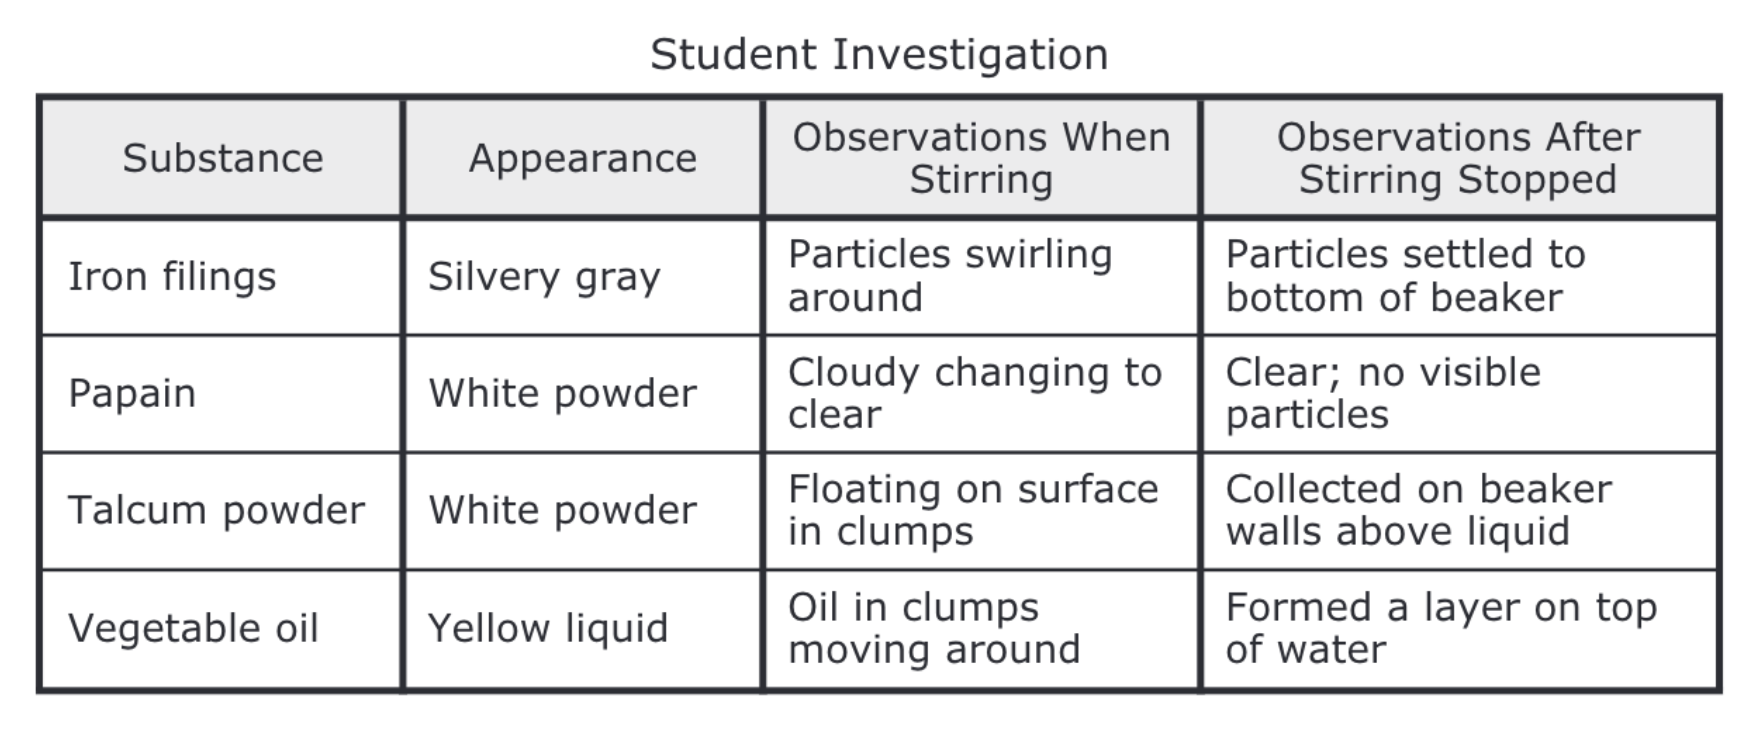 Student Investigation
Substance
Appearance
Observations When
Stirring
Observations After
Stirring Stopped
Iron filings
Silvery gray
Particles swirling
around
Particles settled to
bottom of beaker
Papain
White powder
Cloudy changing to
clear
Clear; no visible
particles
Talcum powder
White powder
Floating on surface
in clumps
Collected on beaker
walls above liquid
Vegetable oil
Yellow liquid
Oil in clumps
moving around
Formed a layer on top
of water